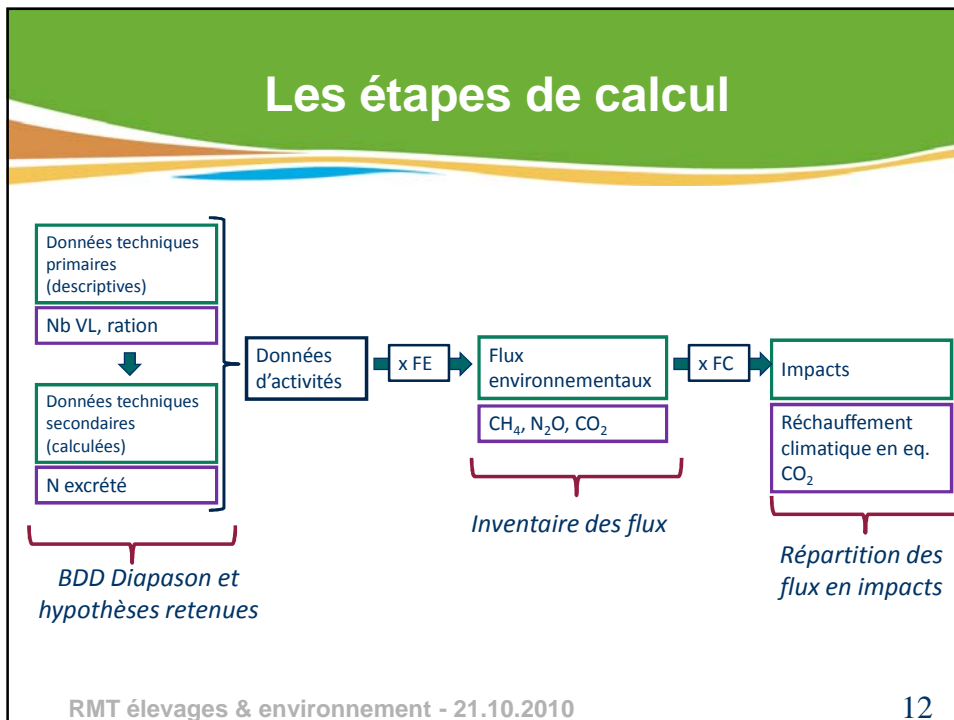 Les étapes de calcul
Données techniques
primaires
(descriptives)
Nb VL, ration
Données techniques
secondaires
(calculées)
N excrété
BDD Diapason et
hypothèses retenues
Données
d’activités
x FE
Flux
environnementaux
CH₄, N₂O, CO₂
Inventaire des flux
x FC
Impacts
Réchauffement
climatique en eq.
CO₂
Répartition des
flux en impacts
RMT élevages & environnement - 21.10.2010
12